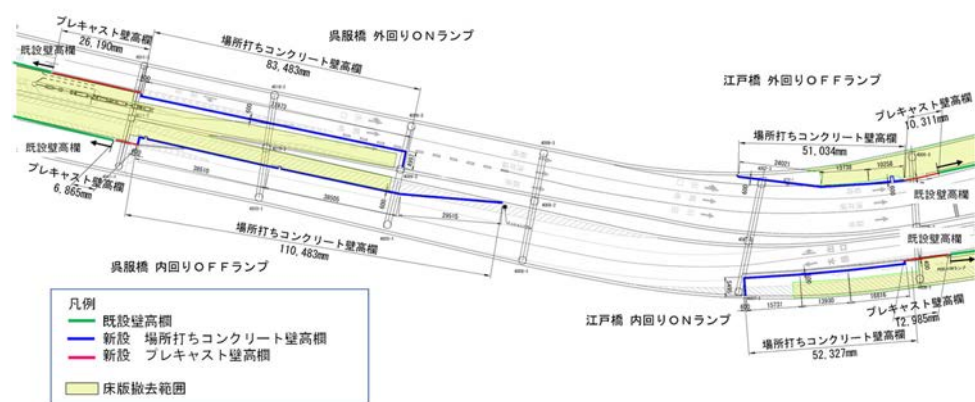 プレキャスト壁高欄
26,190mm
既設壁高欄
場所打ちコンクリート壁高欄
83,483mm
呉服橋 外回りONランプ
江戸橋 外回りOFFランプ
プレキャスト壁高欄
10,311mm
場所打ちコンクリート壁高欄
51,034mm
24021
13738
10258
既設壁高欄
既設壁高欄
プレキャスト壁高欄
6,865mm
28510
28505
29515
場所打ちコンクリート壁高欄
110,483mm
呉服橋 内回りOFFランプ
既設壁高欄
江戸橋 内回りONランプ
15731
プレキャスト壁高欄
12,985mm
場所打ちコンクリート壁高欄
52,327mm
凡例
既設壁高欄
新設 場所打ちコンクリート壁高欄
新設 プレキャスト壁高欄
床版撤去範囲